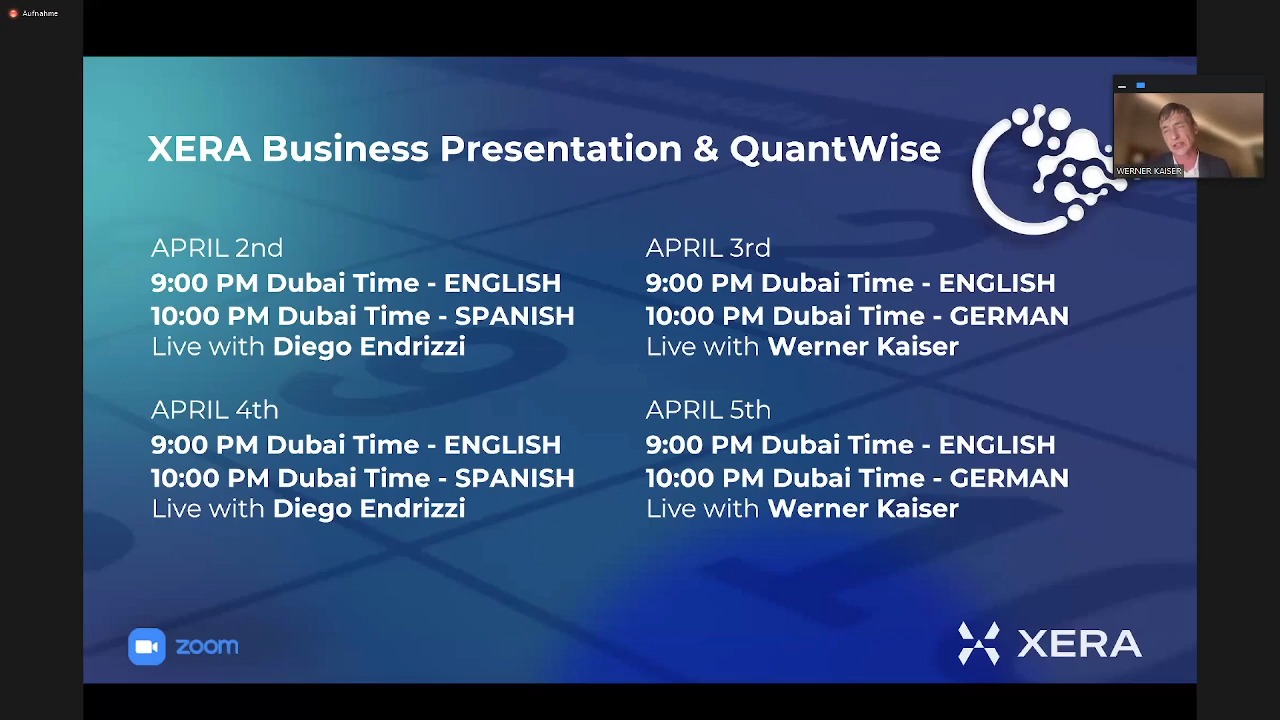 Aufnahme
XERA Business Presentation & QuantWise
WERNER KAISER
APRIL 2nd
9:00 PM Dubai Time - ENGLISH
10:00 PM Dubai Time - SPANISH
Live with Diego Endrizzi
APRIL 3rd
9:00 PM Dubai Time - ENGLISH
10:00 PM Dubai Time - GERMAN
Live with Werner Kaiser
APRIL 4th
9:00 PM Dubai Time - ENGLISH
10:00 PM Dubai Time - SPANISH
Live with Diego Endrizzi
APRIL 5th
9:00 PM Dubai Time - ENGLISH
10:00 PM Dubai Time - GERMAN
Live with Werner Kaiser
zoom
XERA